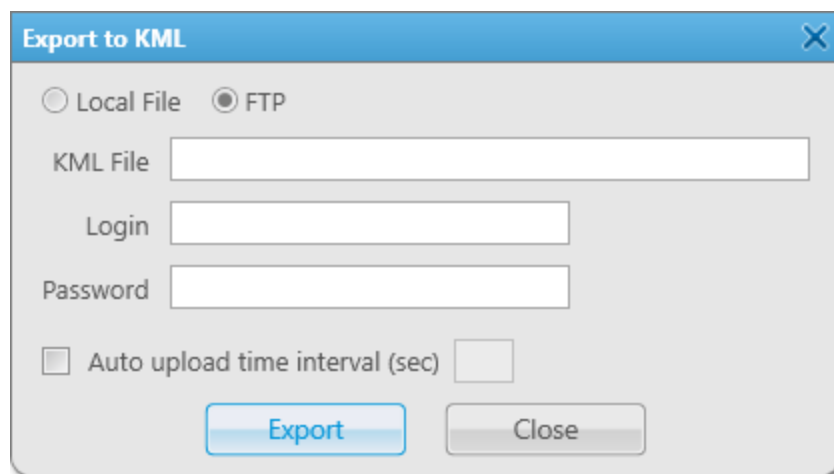 Export to KML
Local File FTP
KML File
Login
Password
Auto upload time interval (sec)
Export Close